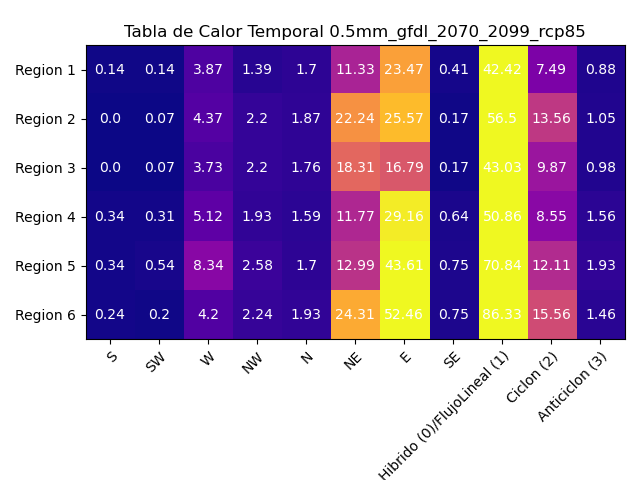 Tabla de Calor Temporal 0.5mm_gfdl_2070_2099_rcp85
Region 1 0.14 0.14 3.87 1.39 1.7 11.33 23.47 0.41 42.42 7.49 0.88
Region 2 0.0 0.07 4.37 2.2 1.87 22.24 25.57 0.17 56.5 13.56 1.05
Region 3 0.0 0.07 3.73 2.2 1.76 18.31 16.79 0.17 43.03 9.87 0.98
Region 4 0.34 0.31 5.12 1.93 1.59 11.77 29.16 0.64 50.86 8.55 1.56
Region 5 0.34 0.54 8.34 2.58 1.7 12.99 43.61 0.75 70.84 12.11 1.93
Region 6 0.24 0.2 4.2 2.24 1.93 24.31 52.46 0.75 86.33 15.56 1.46
S SW W NW N NE E SE Hibrido (0)/FlujoLineal (1) Ciclon (2) Anticiclon (3)